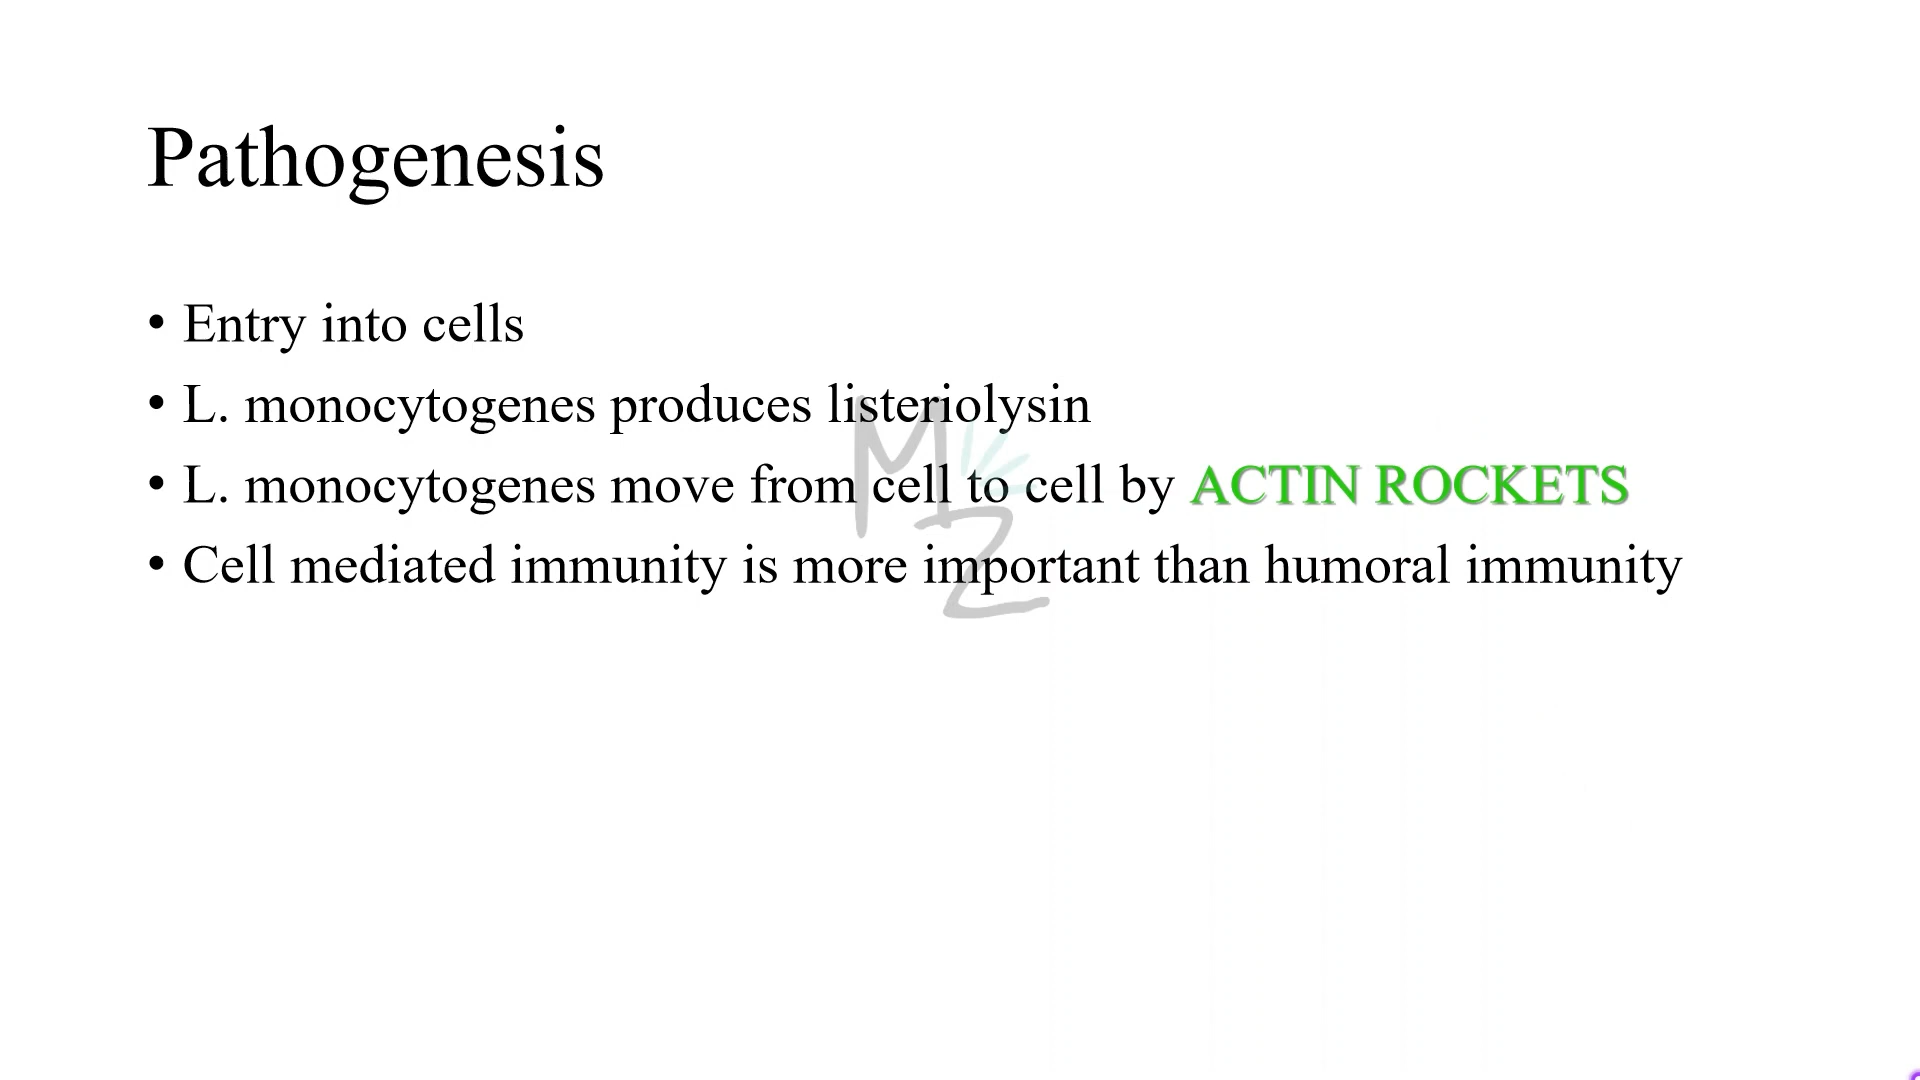 Pathogenesis
• Entry into cells
• L. monocytogenes produces listeriolysin
• L. monocytogenes move from cell to cell by ACTIN ROCKETS
• Cell mediated immunity is more important than humoral immunity
MZ